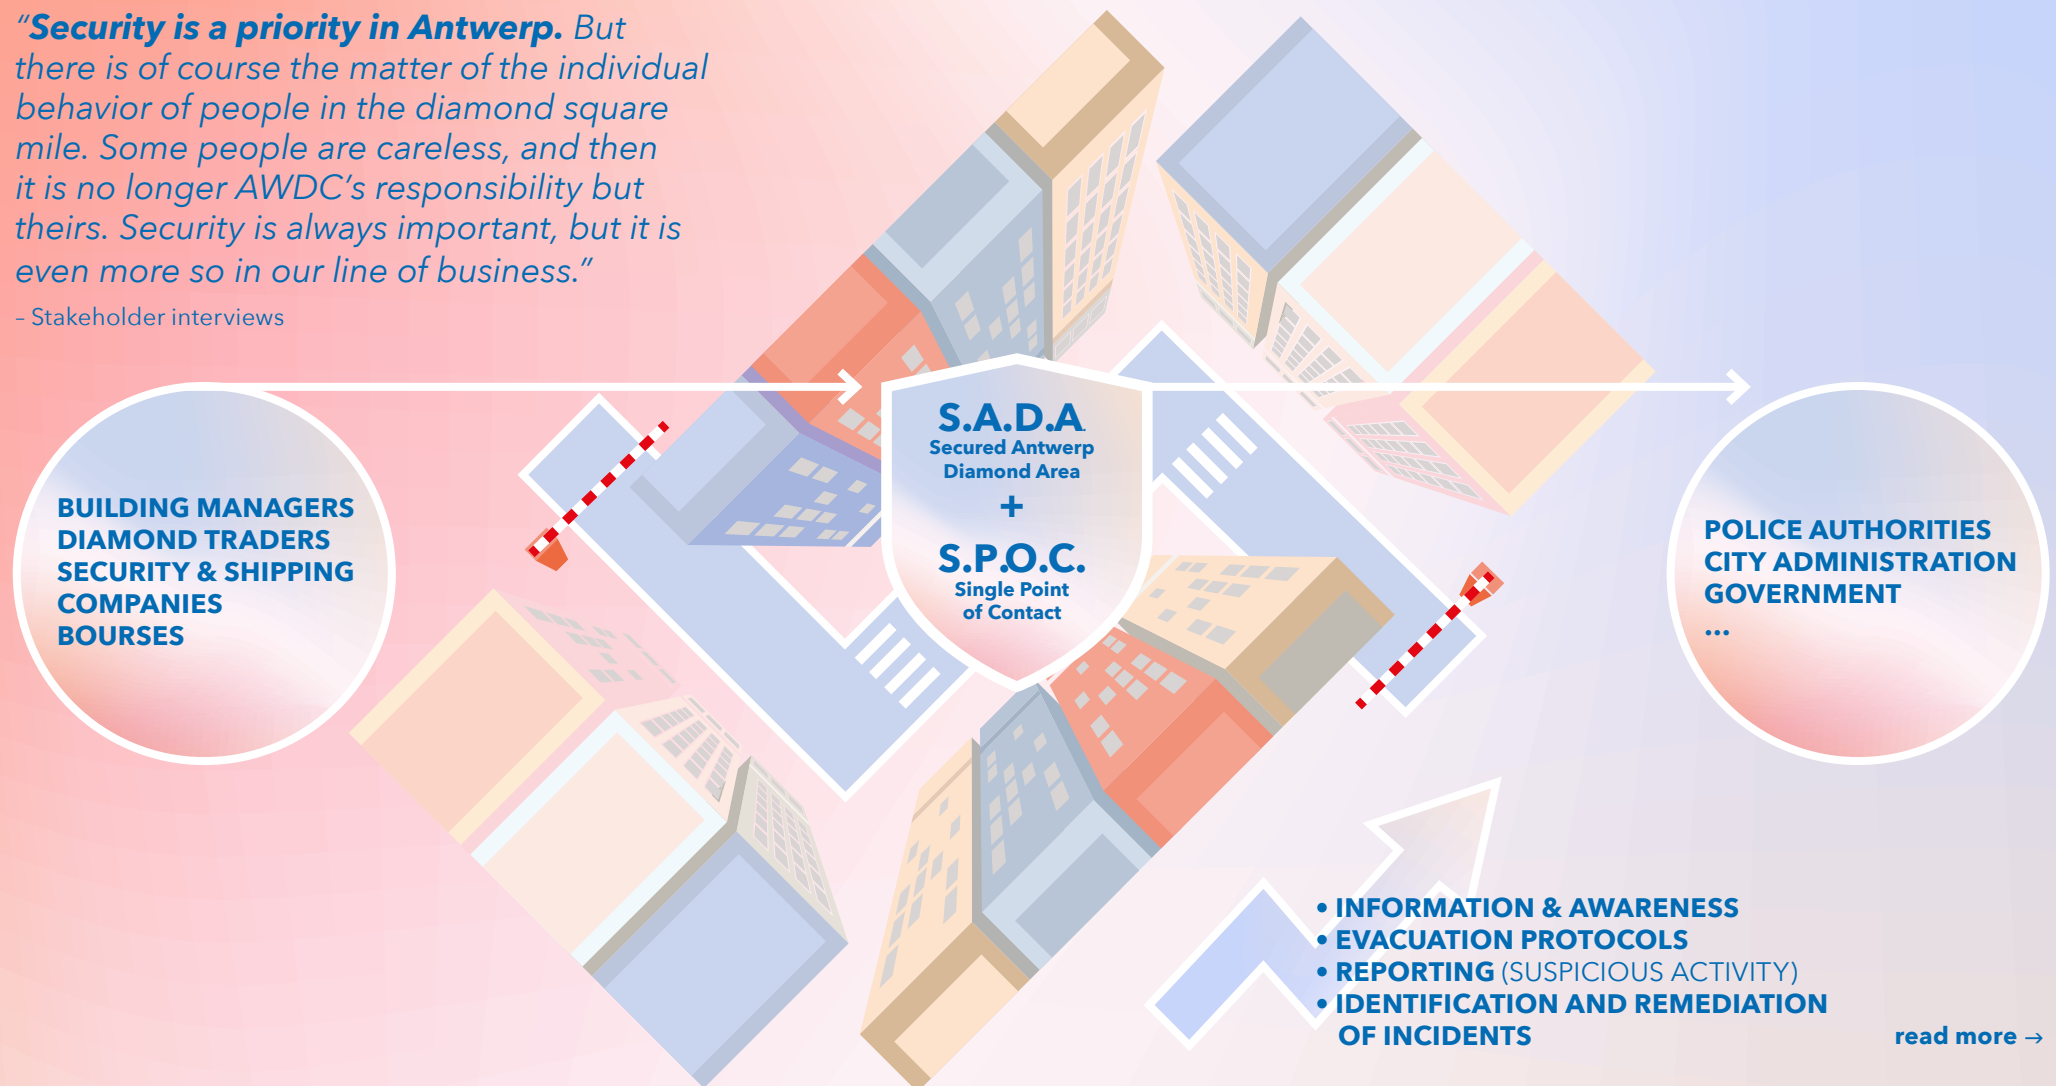 “Security is a priority in Antwerp. But
there is of course the matter of the individual
behavior of people in the diamond square
mile. Some people are careless, and then
it is no longer AWDC’s responsibility but
theirs. Security is always important, but it is
even more so in our line of business.”
– Stakeholder interviews
BUILDING MANAGERS
DIAMOND TRADERS
SECURITY & SHIPPING
COMPANIES
BOURSES
S.A.D.A.
Secured Antwerp
Diamond Area
+
S.P.O.C.
Single Point
of Contact
POLICE AUTHORITIES
CITY ADMINISTRATION
GOVERNMENT
...
• INFORMATION & AWARENESS
• EVACUATION PROTOCOLS
• REPORTING (SUSPICIOUS ACTIVITY)
• IDENTIFICATION AND REMEDIATION
OF INCIDENTS
read more →